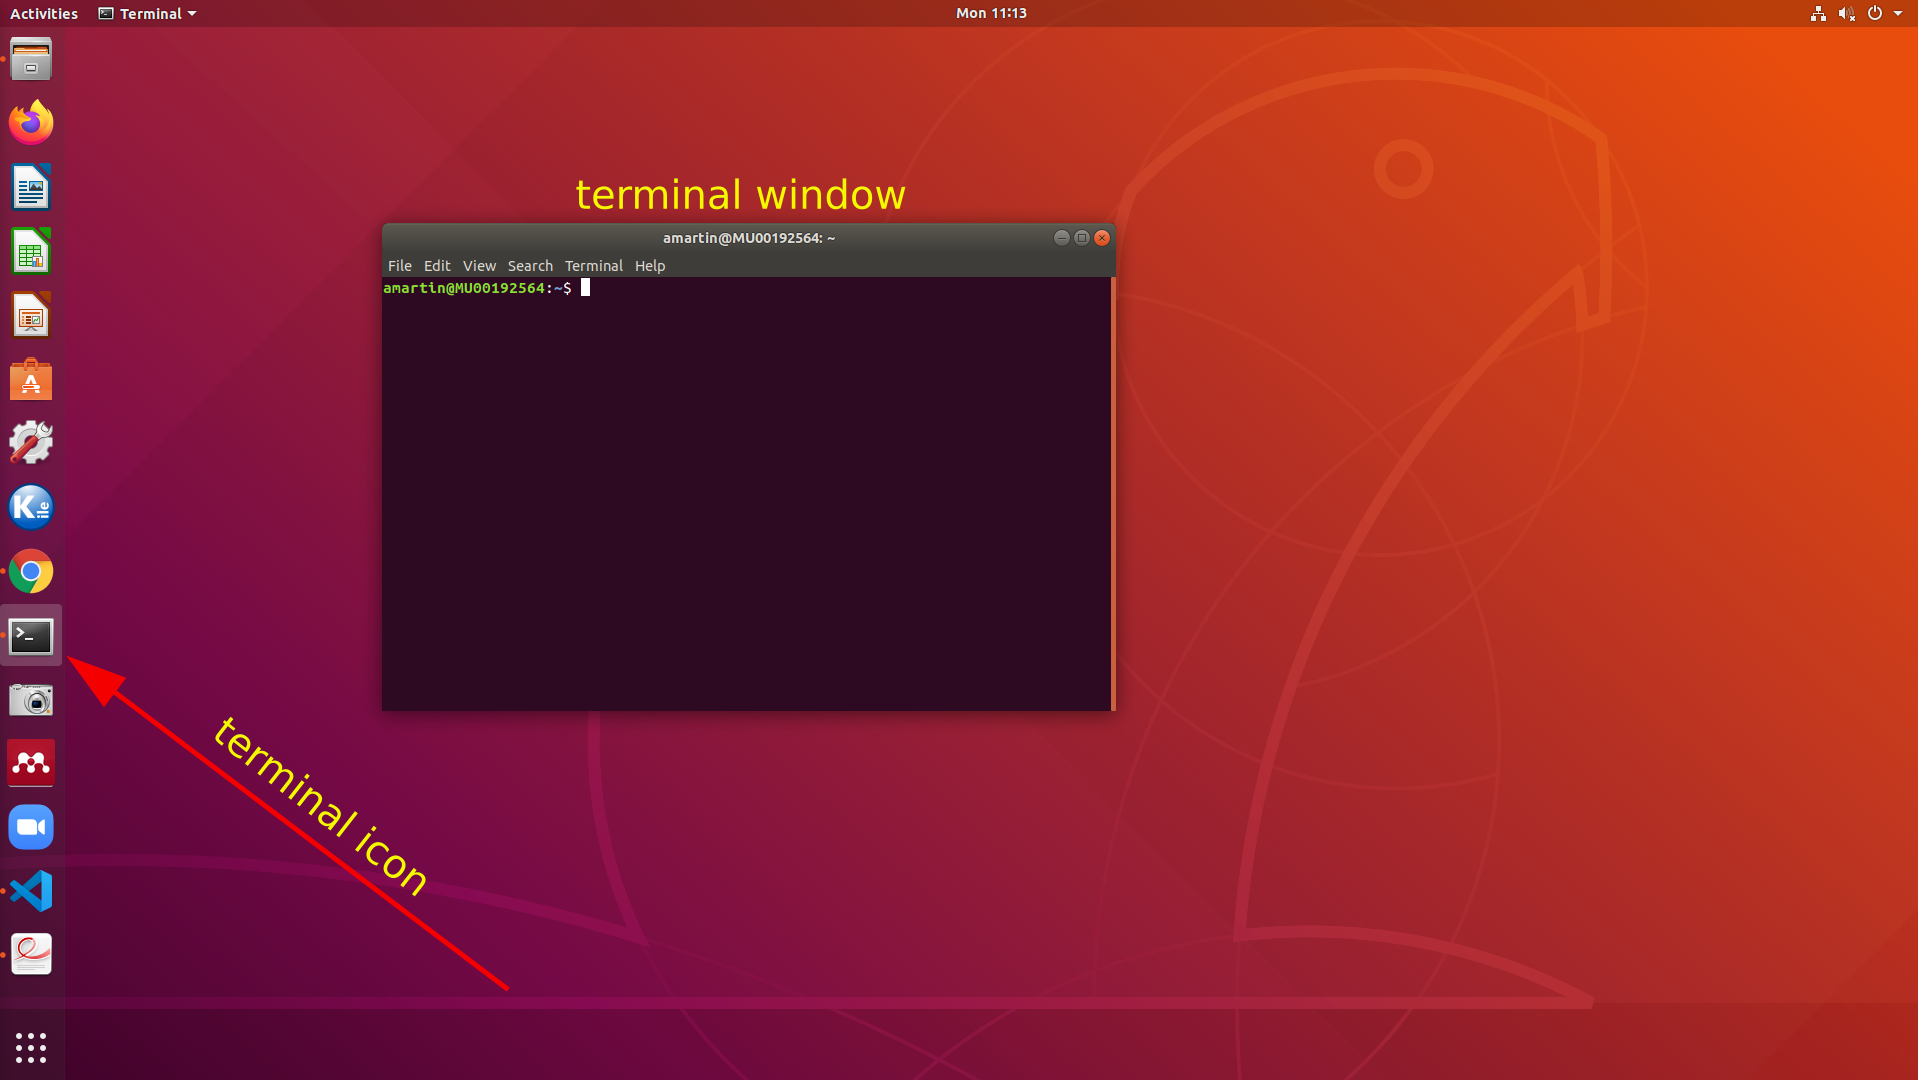 Activities Terminal Mon 11:13
terminal window
amartin@MU00192564: ~
File Edit View Search Terminal Help
amartin@MU00192564:~$
A
Kile
>_
terminal icon